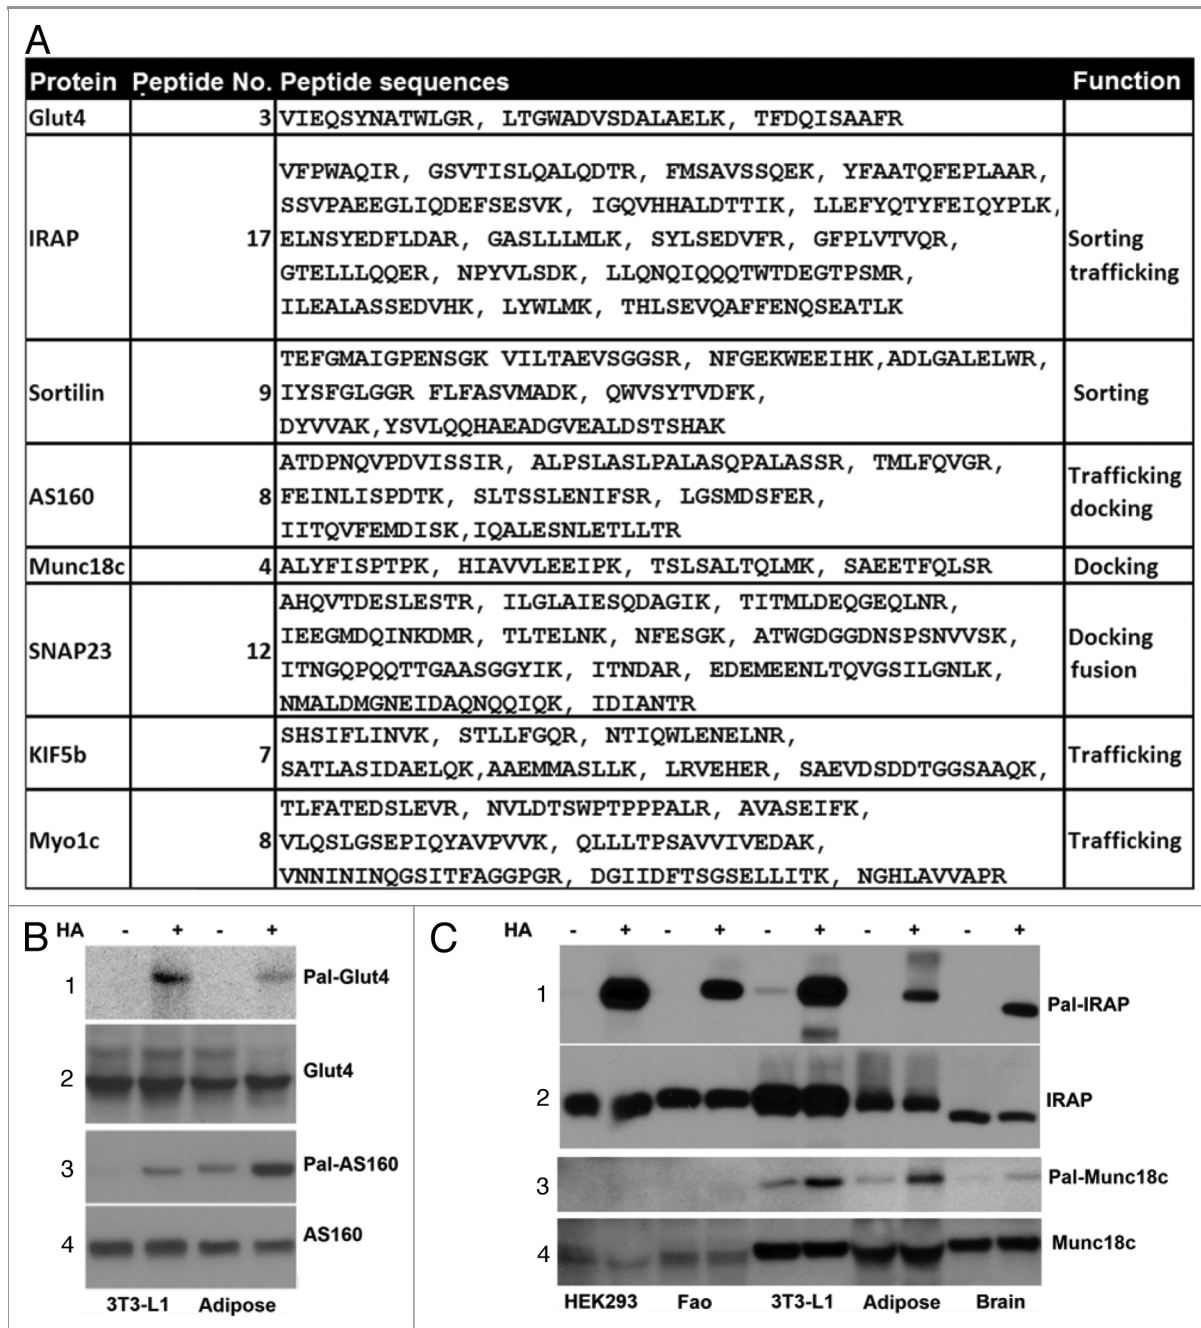 A
Protein Peptide No. Peptide sequences Function
Glut4 3 VIEQSYNATWLGR, LTGWADVSDALAELK, TFDQISAAFR
IRAP 17 VFPWAQIR, GSVTISLQALQDTR, FMSAVSSQEK, YFAATQFEPLAAR,
SSVPAEEGLIQDEFSESVK, IGQVHHALDTTIK, LLEFYQTYFEIQYPLK,
ELNSYEDFLDAR, GASLLLMLK, SYLSEDVFR, GFPLVTVQR,
GTELLLQQER, NPYVLSDK, LLQNQIQQQTWTDEGTPSMR,
ILEALASSEDVHK, LYWLMK, THLSEVQAFFENQSEATLK
Sorting
trafficking
Sortilin 9 TEFGMAIGPENSGK VILTAEVSGGSR, NFGEKWEEIHK,ADLGALELWR,
IYSFGLGGR FLFASVMADK, QWVSYTVDFK,
DYVVAK,YSVLQQHAEADGVEALDSTSHAK
Sorting
AS160 8 ATDPNQVPDVISSIR, ALPSLASLPALASQPALASSR, TMLFQVGR,
FEINLISPDTK, SLTSSLENIFSR, LGSMDSFER,
IITQVFEMDISK,IQALESNLETLLTR
Trafficking
docking
Munc18c 4 ALYFISPTPK, HIAVVLEEIPK, TSLSALTQLMK, SAEETFQLSR Docking
SNAP23 12 AHQVTDESLESTR, ILGLAIESQDAGIK, TITMLDEQGEQLNR,
IEEGMDQINKDMR, TLTELNK, NFESGK, ATWGDGGDNSPSNVVSK,
ITNGQPQQTTGAASGGYIK, ITNDAR, EDEMEENLTQVGSILGNLK,
NMALDMGNEIDAQNQQIQK, IDIANTR
Docking
fusion
KIF5b 7 SHSIFLINVK, STLLFGQR, NTIQWLENELNR,
SATLASIDAELQK,AAEMMASLLK, LRVEHER, SAEVDSDDTGGSAAQK,
Trafficking
Myo1c 8 TLFATEDSLEVR, NVLDTSWPTPPPALR, AVASEIFK,
VLQSLGSEPIQYAVPVVK, QLLLTPSAVVIVEDAK,
VNNININQGSITFAGGPGR, DGIIDFTSGSELLITK, NGHLAVVAPR
Trafficking
B
HA - + - +
1 Pal-Glut4
2 Glut4
3 Pal-AS160
4 AS160
3T3-L1 Adipose
C
HA - + - + - + - + - +
1 Pal-IRAP
2 IRAP
3 Pal-Munc18c
4 Munc18c
HEK293 Fao 3T3-L1 Adipose Brain